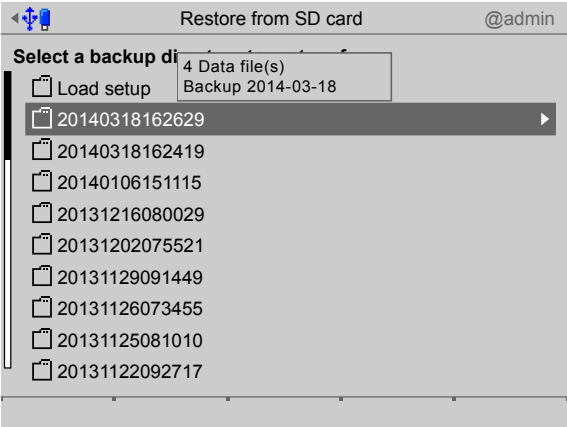 Restore from SD card @admin
Select a backup di
4 Data file(s)
Backup 2014-03-18
Load setup
20140318162629
20140318162419
20140106151115
20131216080029
20131202075521
20131129091449
20131126073455
20131125081010
20131122092717